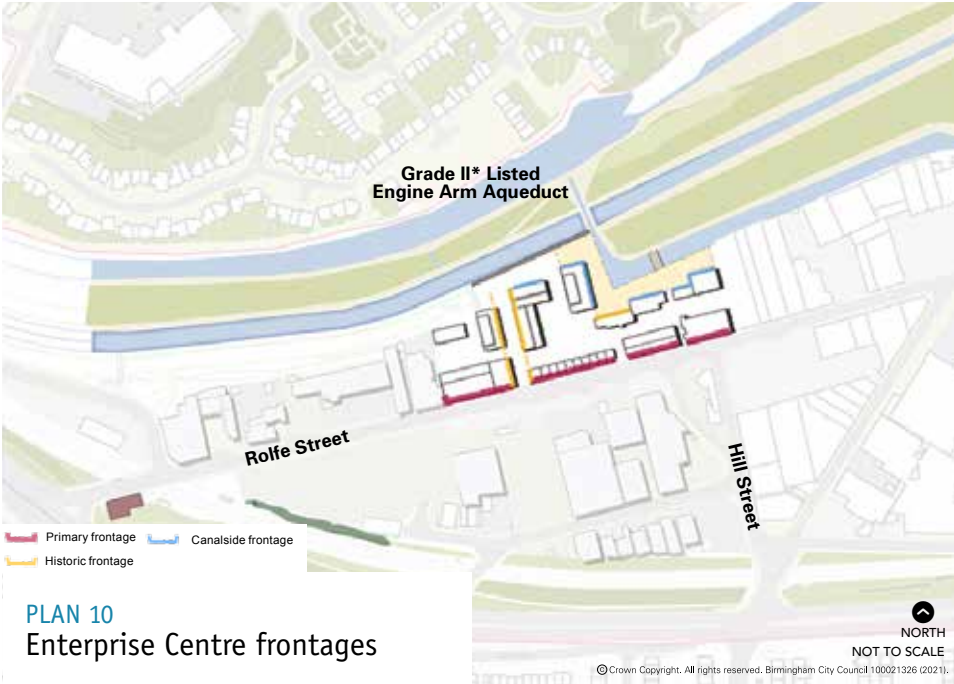 Grade II* Listed
Engine Arm Aqueduct
Rolfe Street
Hill Street
Primary frontage
Canalside frontage
Historic frontage
PLAN 10
Enterprise Centre frontages
NORTH
NOT TO SCALE
© Crown Copyright. All rights reserved. Birmingham City Council 100021326 (2021).